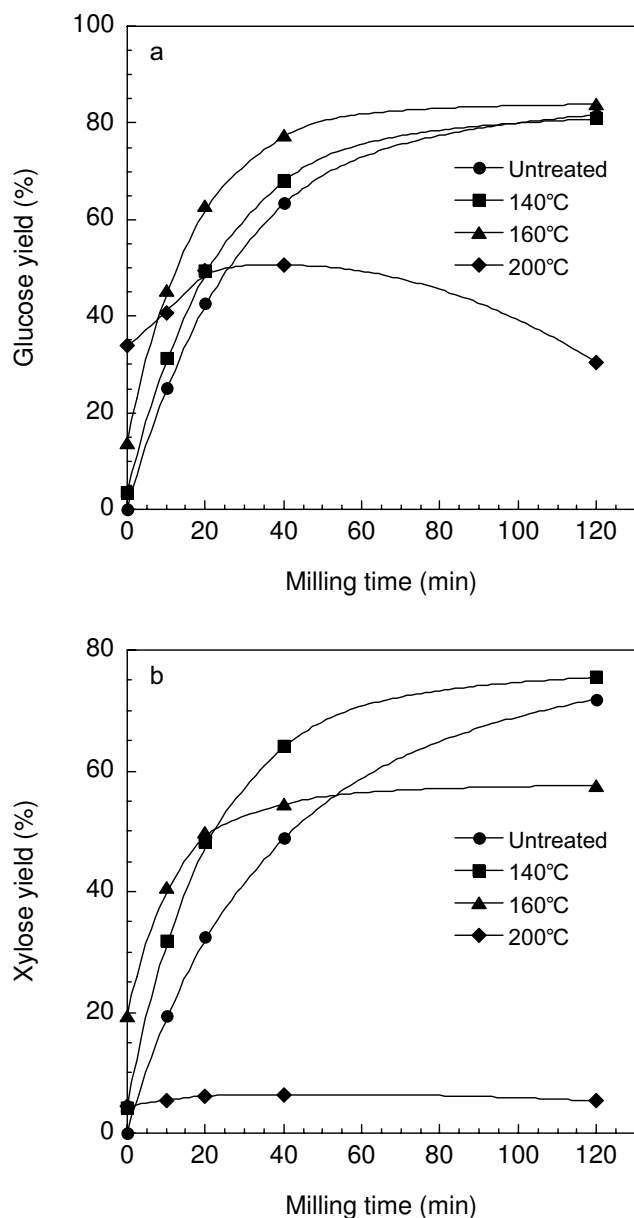 a
100
80
60
40
20
0
Glucose yield (%)
Untreated
140℃
160℃
200℃
0 20 40 60 80 100 120
Milling time (min)
b
80
60
40
20
0
Xylose yield (%)
Untreated
140℃
160℃
200℃
0 20 40 60 80 100 120
Milling time (min)